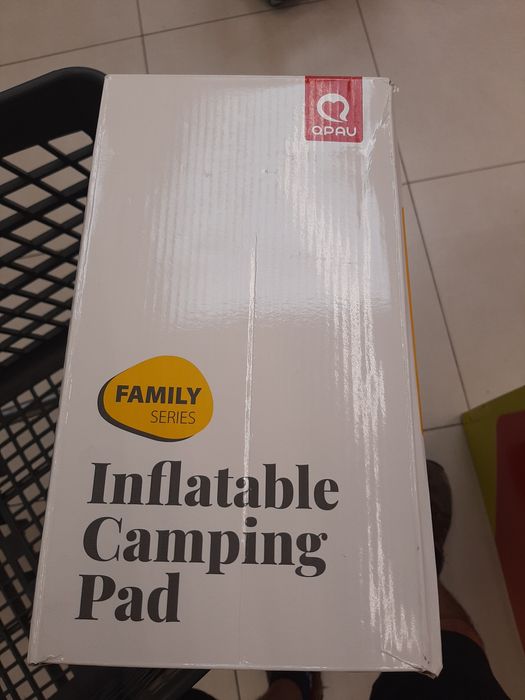 QPAU
FAMILY
SERIES
Inflatable
Camping
Pad